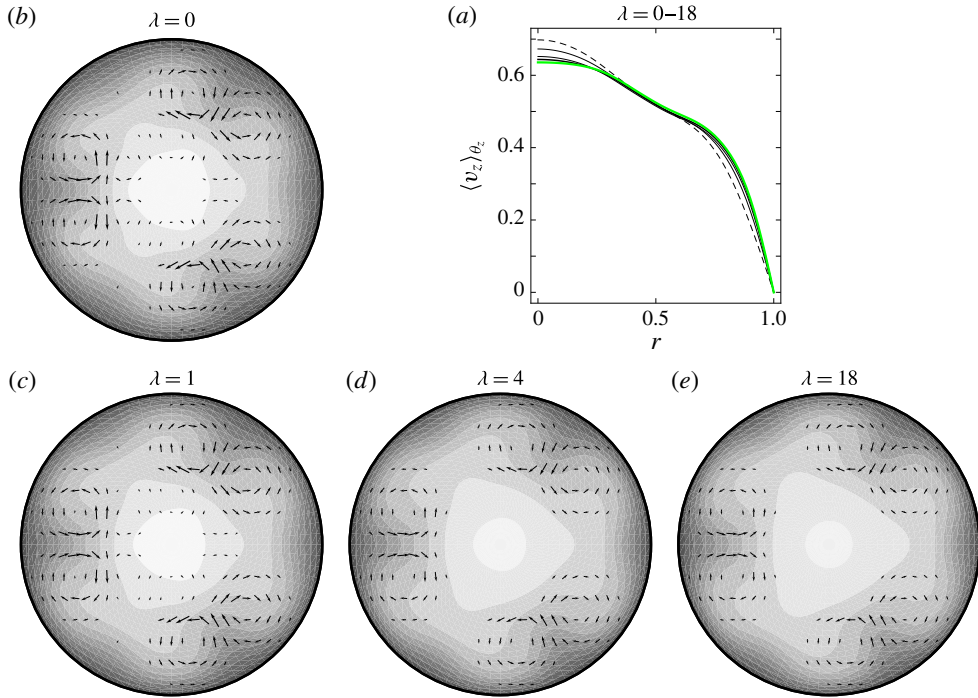 (b)
λ = 0
(a)
λ = 0–18
0.6
0.4
0.2
0
⟨v_z⟩_θ_z
0
0.5
1.0
r
(c)
λ = 1
(d)
λ = 4
(e)
λ = 18